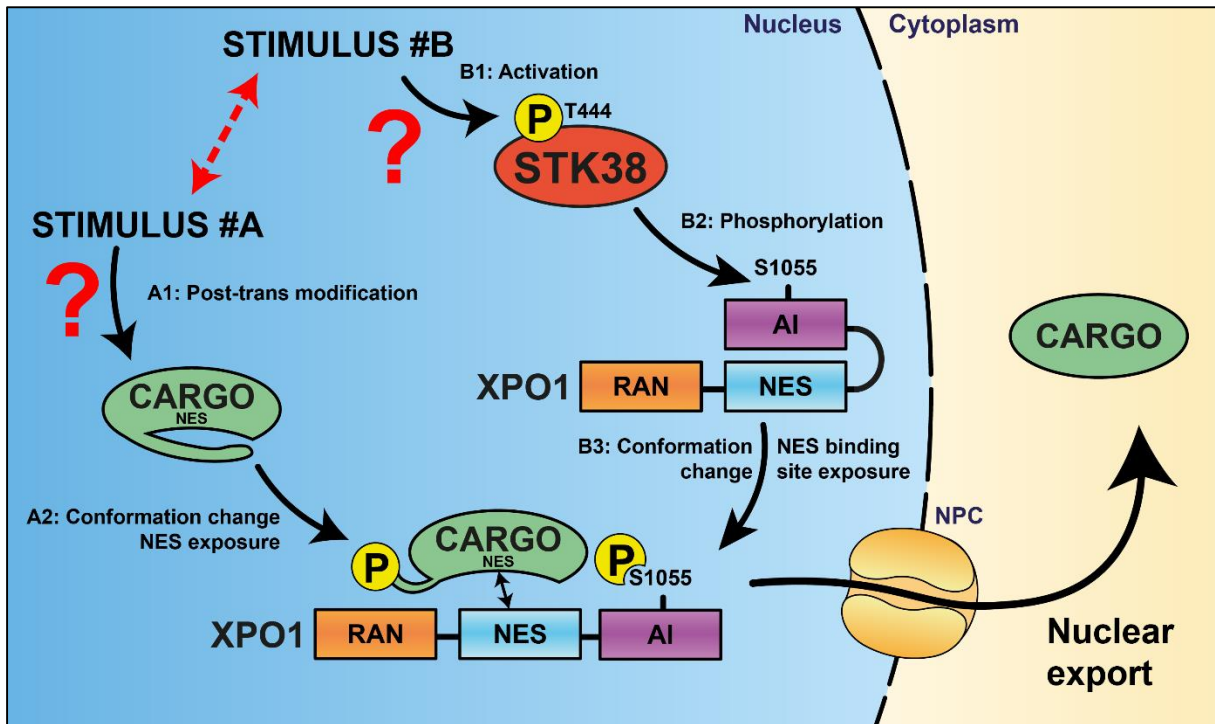 Nucleus
Cytoplasm
STIMULUS #B
B1: Activation
P
T444
STK38
?
STIMULUS #A
?
A1: Post-trans modification
B2: Phosphorylation
S1055
AI
XPO1
RAN
NES
CARGO
NES
CARGO
B3: Conformation
change
NES binding
site exposure
A2: Conformation change
NES exposure
P
CARGO
NES
P
S1055
XPO1
RAN
NES
AI
NPC
Nuclear
export